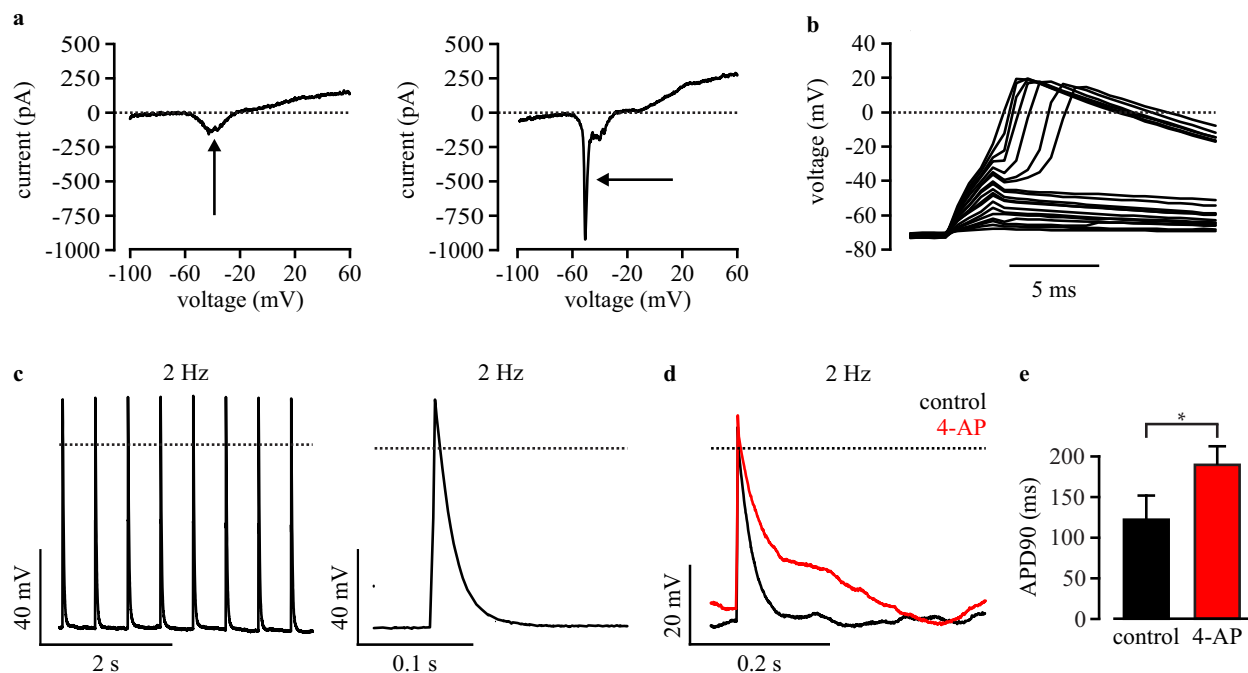 a
500
250
0
-250
-500
-750
-1000
current (pA)
-100
-60
-20
20
60
voltage (mV)
500
250
0
-250
-500
-750
-1000
current (pA)
-100
-60
-20
20
60
voltage (mV)
b
40
20
0
-20
-40
-60
-80
voltage (mV)
5 ms
c
2 Hz
40 mV
2 s
2 Hz
40 mV
0.1 s
d
2 Hz
control
4-AP
20 mV
0.2 s
e
*
200
150
100
50
0
APD90 (ms)
control
4-AP